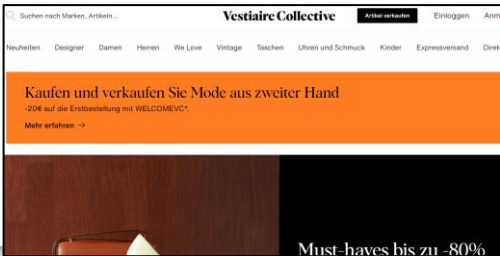 Suchen nach Marken, Artikeln...
Vestiaire Collective
Artikel verkaufen
Einloggen
Neuheiten Designer Damen Herren We Love Vintage Taschen Uhren und Schmuck Kinder Expressversand
Kaufen und verkaufen Sie Mode aus zweiter Hand
-20€ auf die Erstbestellung mit WELCOMEVC*.
Mehr erfahren →
Must-haves bis zu -80%